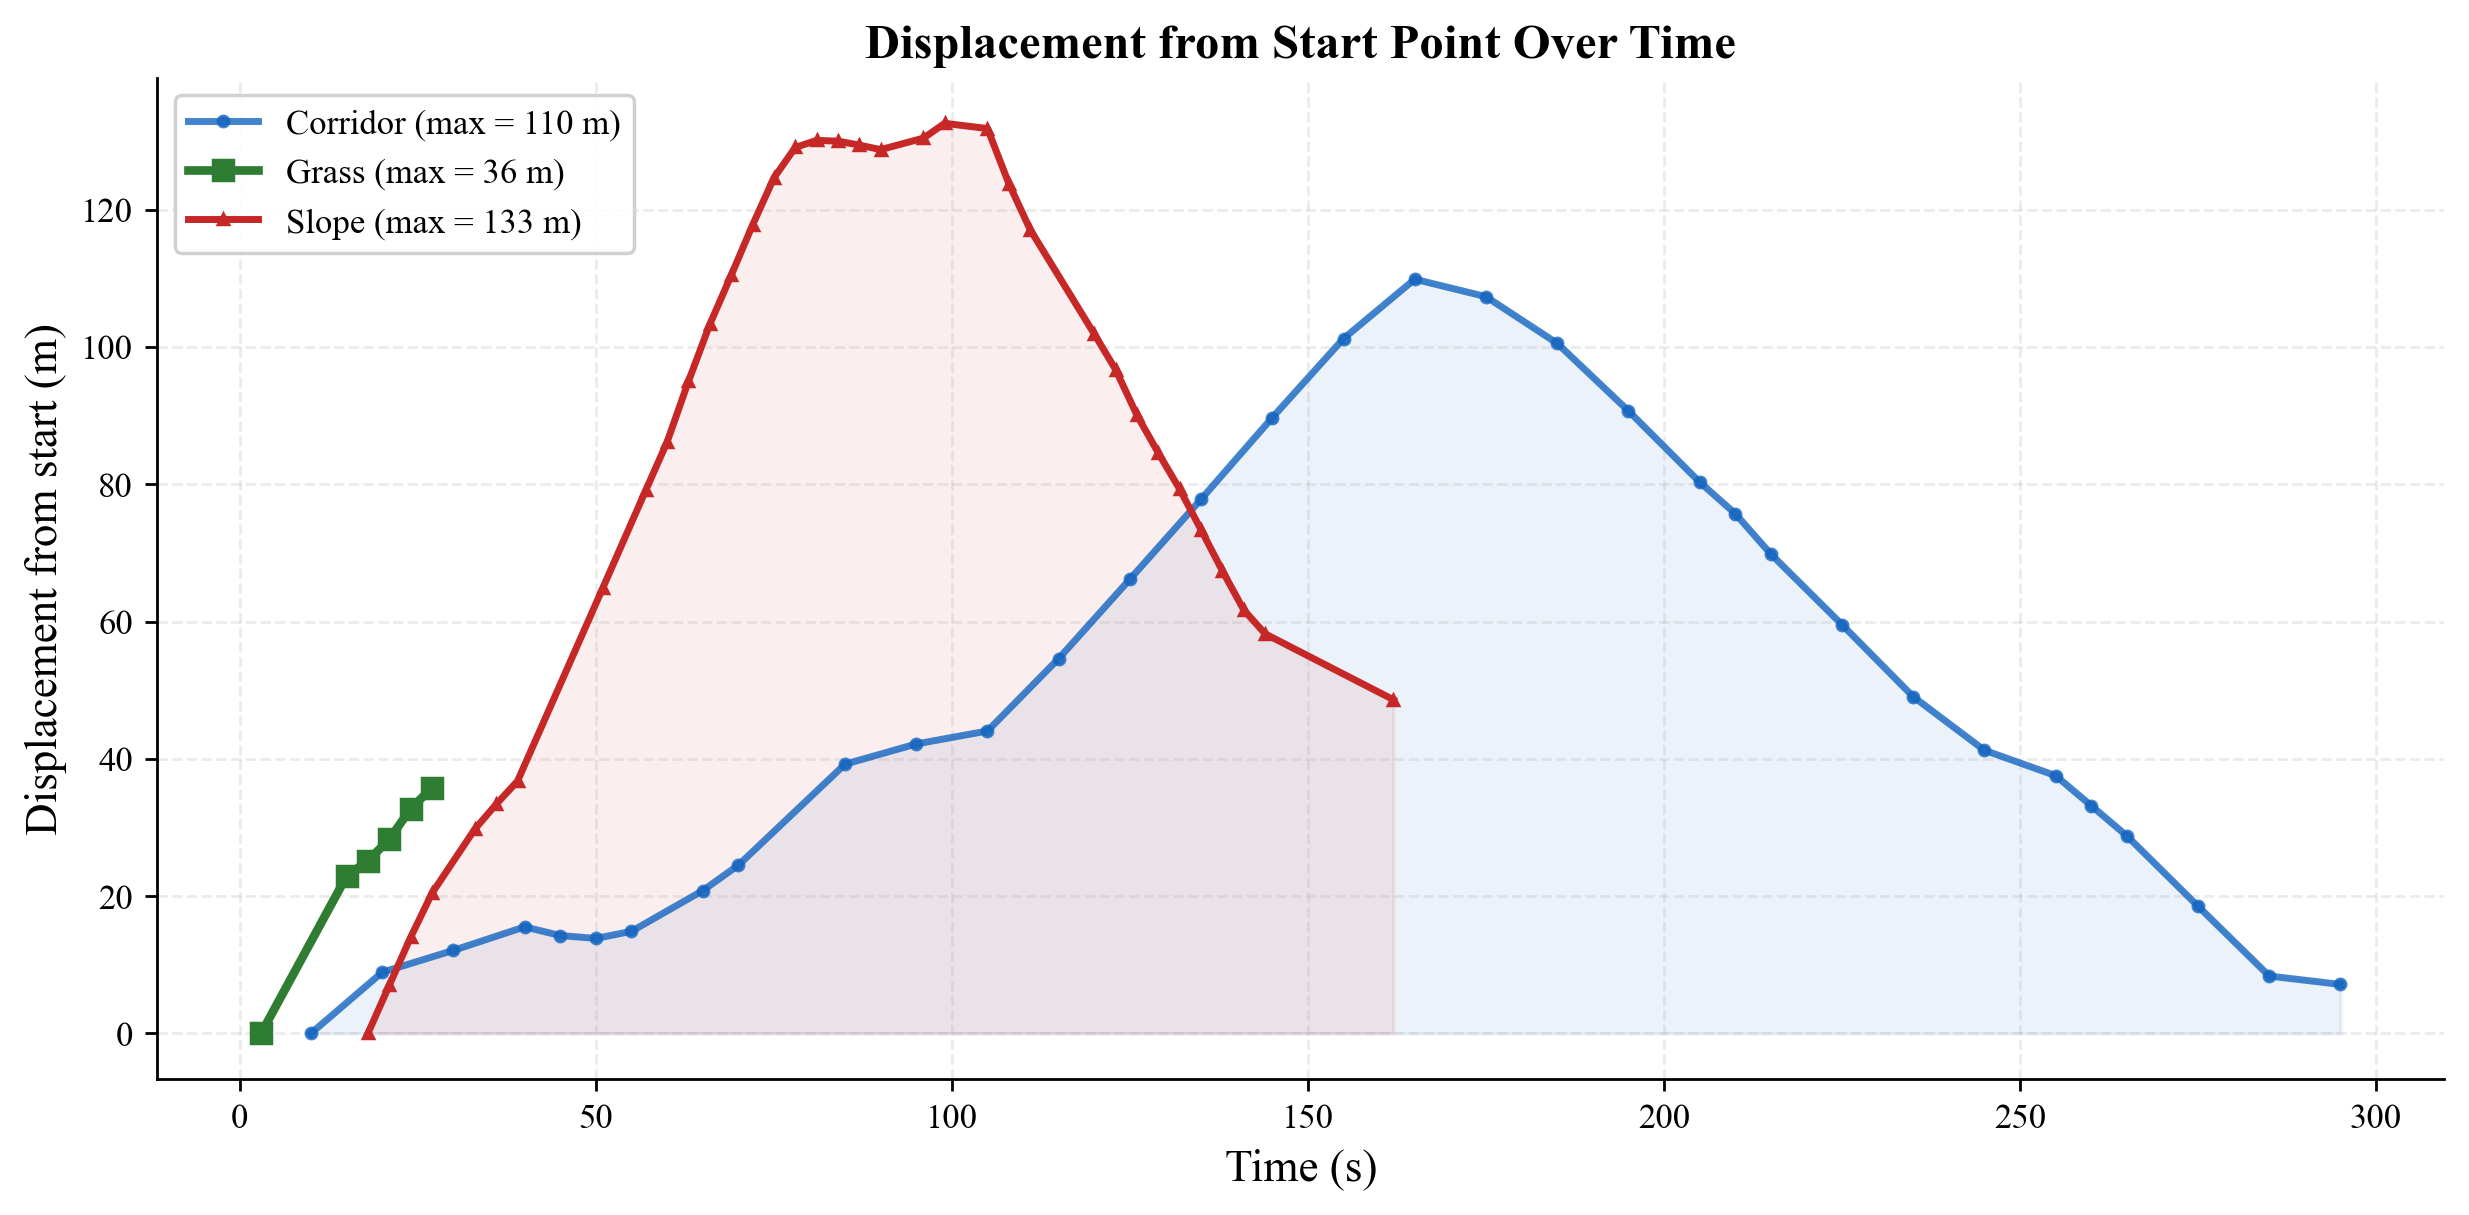 Displacement from Start Point Over Time
Corridor (max = 110 m)
Grass (max = 36 m)
Slope (max = 133 m)
Displacement from start (m)
120
100
80
60
40
20
0
0 50 100 150 200 250 300
Time (s)